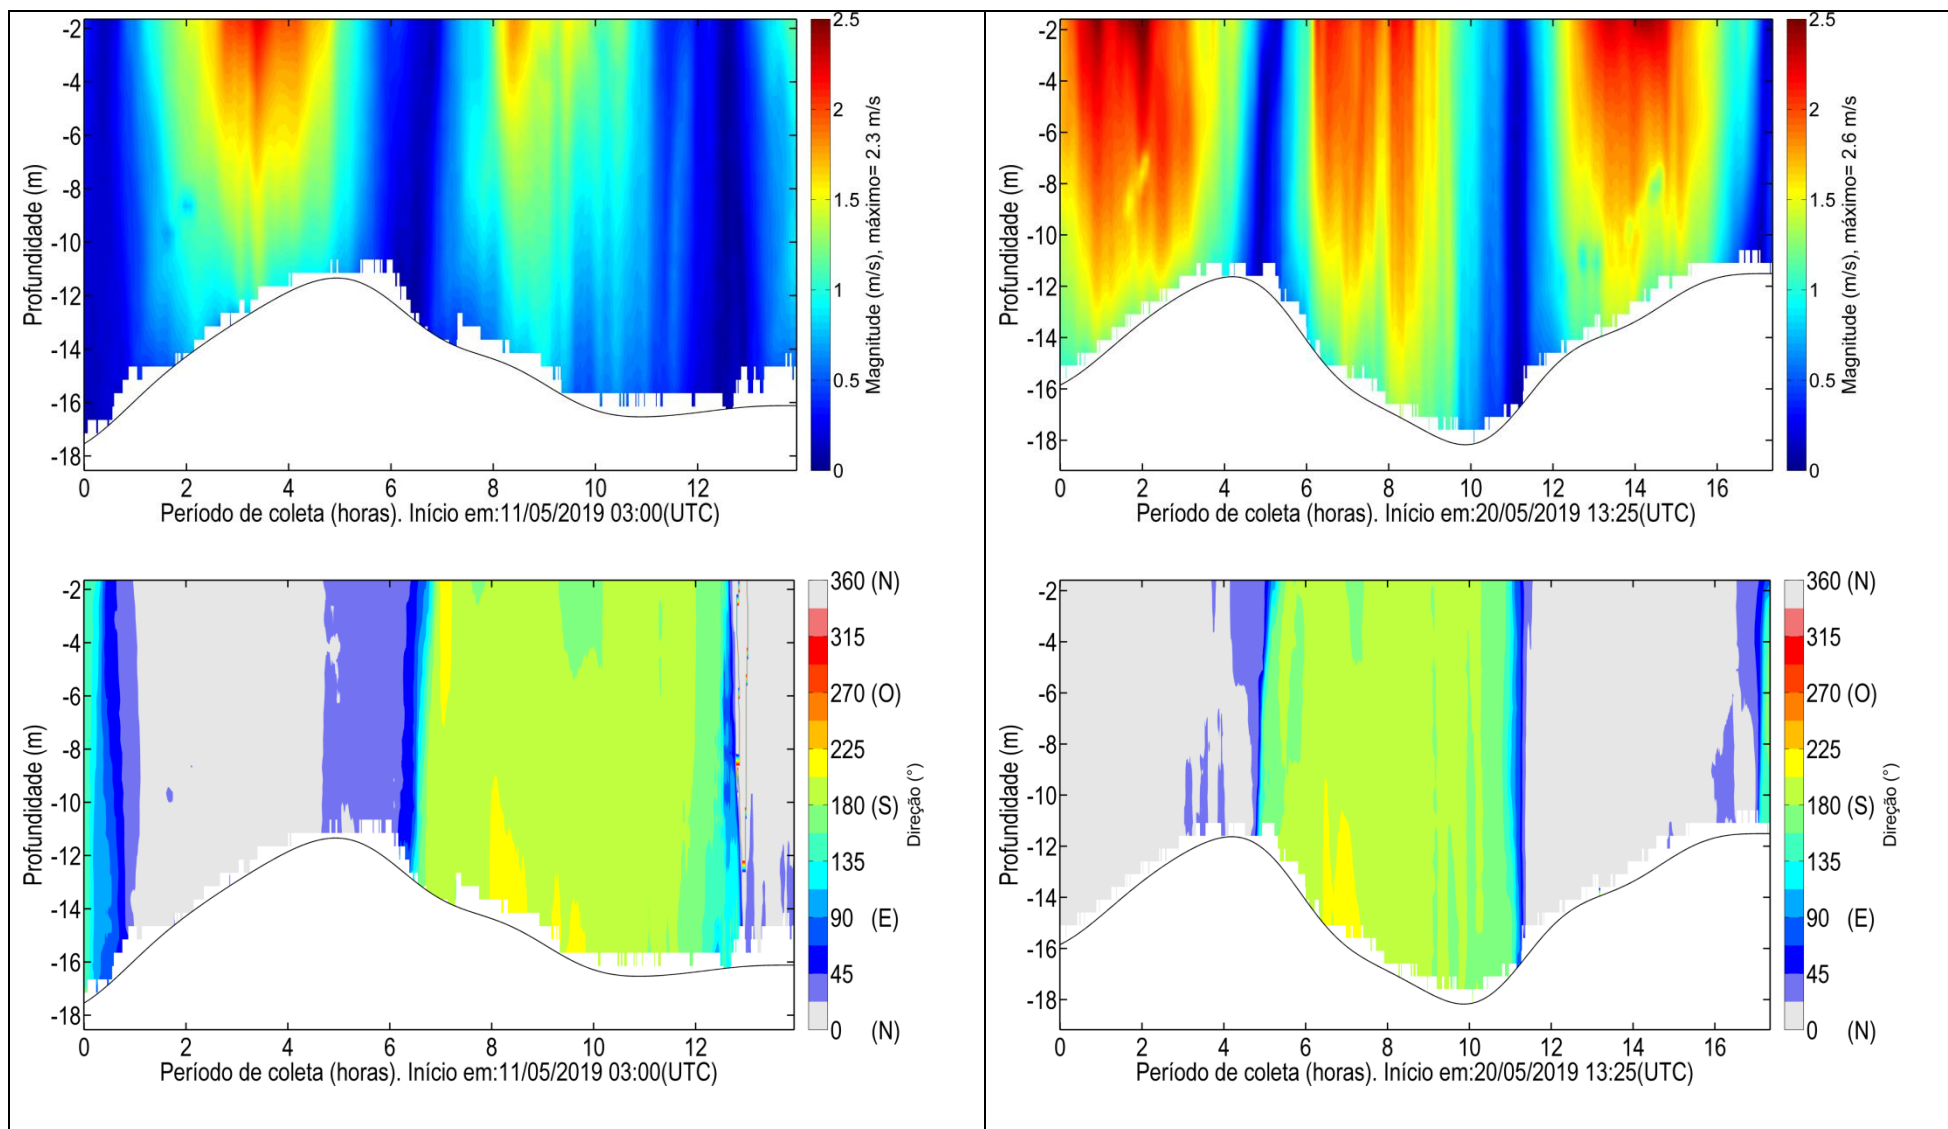 -2
-4
-6
-8
-10
-12
-14
-16
-18
Profundidade (m)
0 2 4 6 8 10 12
Período de coleta (horas). Início em:11/05/2019 03:00(UTC)
2.5
2
1.5
1
0.5
0
Magnitude (m/s), máximo= 2.3 m/s
-2
-4
-6
-8
-10
-12
-14
-16
-18
Profundidade (m)
0 2 4 6 8 10 12 14 16
Período de coleta (horas). Início em:20/05/2019 13:25(UTC)
2.5
2
1.5
1
0.5
0
Magnitude (m/s), máximo= 2.6 m/s
-2
-4
-6
-8
-10
-12
-14
-16
-18
Profundidade (m)
0 2 4 6 8 10 12
Período de coleta (horas). Início em:11/05/2019 03:00(UTC)
360 (N)
315
270 (O)
225
180 (S)
135
90 (E)
45
0 (N)
Direção (°)
-2
-4
-6
-8
-10
-12
-14
-16
-18
Profundidade (m)
0 2 4 6 8 10 12 14 16
Período de coleta (horas). Início em:20/05/2019 13:25(UTC)
360 (N)
315
270 (O)
225
180 (S)
135
90 (E)
45
0 (N)
Direção (°)